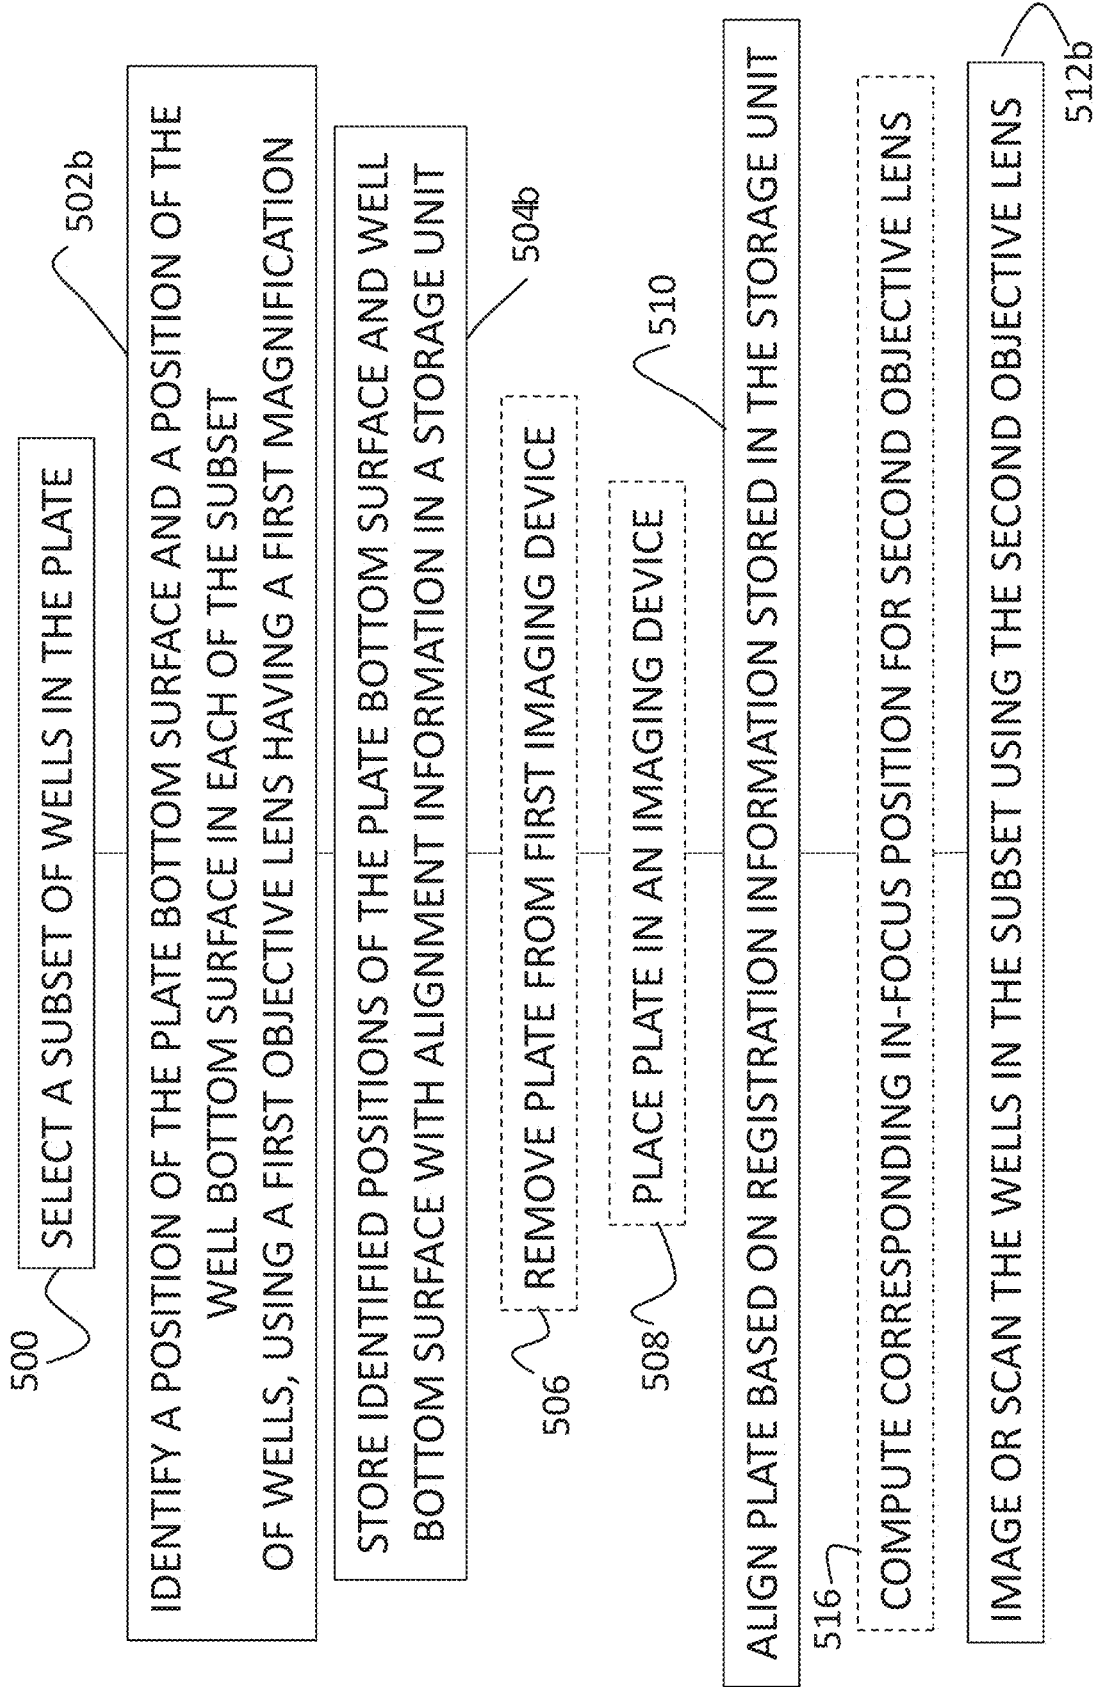 500
SELECT A SUBSET OF WELLS IN THE PLATE
502b
IDENTIFY A POSITION OF THE PLATE BOTTOM SURFACE AND A POSITION OF THE
WELL BOTTOM SURFACE IN EACH OF THE SUBSET
OF WELLS, USING A FIRST OBJECTIVE LENS HAVING A FIRST MAGNIFICATION
STORE IDENTIFIED POSITIONS OF THE PLATE BOTTOM SURFACE AND WELL
BOTTOM SURFACE WITH ALIGNMENT INFORMATION IN A STORAGE UNIT
504b
506
REMOVE PLATE FROM FIRST IMAGING DEVICE
508
PLACE PLATE IN AN IMAGING DEVICE
510
ALIGN PLATE BASED ON REGISTRATION INFORMATION STORED IN THE STORAGE UNIT
516
COMPUTE CORRESPONDING IN-FOCUS POSITION FOR SECOND OBJECTIVE LENS
IMAGE OR SCAN THE WELLS IN THE SUBSET USING THE SECOND OBJECTIVE LENS
512b